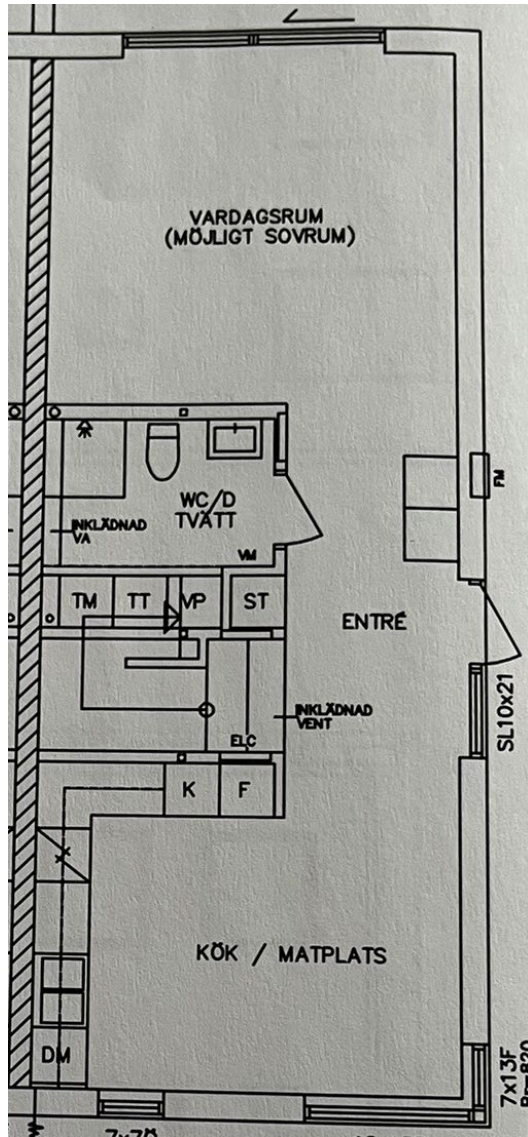 VARDAGSRUM
(MÖJLIGT SOVRUM)
FM
WC/D
TVÄTT
INKLÄDNAD
VA
VM
TM
TT
VP
ST
ENTRÉ
SL10x21
INKLÄDNAD
VENT
ELC
K
F
KÖK / MATPLATS
DM
7x13F